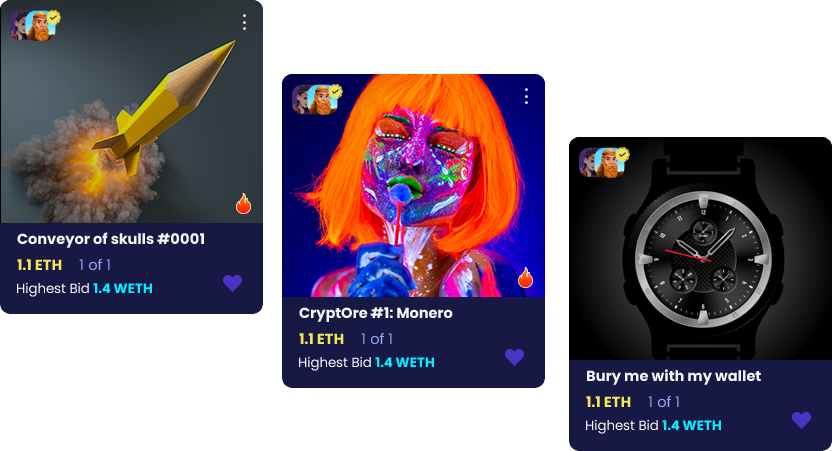 Conveyor of skulls #0001
1.1 ETH 1 of 1
Highest Bid 1.4 WETH
CryptOre #1: Monero
1.1 ETH 1 of 1
Highest Bid 1.4 WETH
12
Bury me with my wallet
1.1 ETH 1 of 1
Highest Bid 1.4 WETH